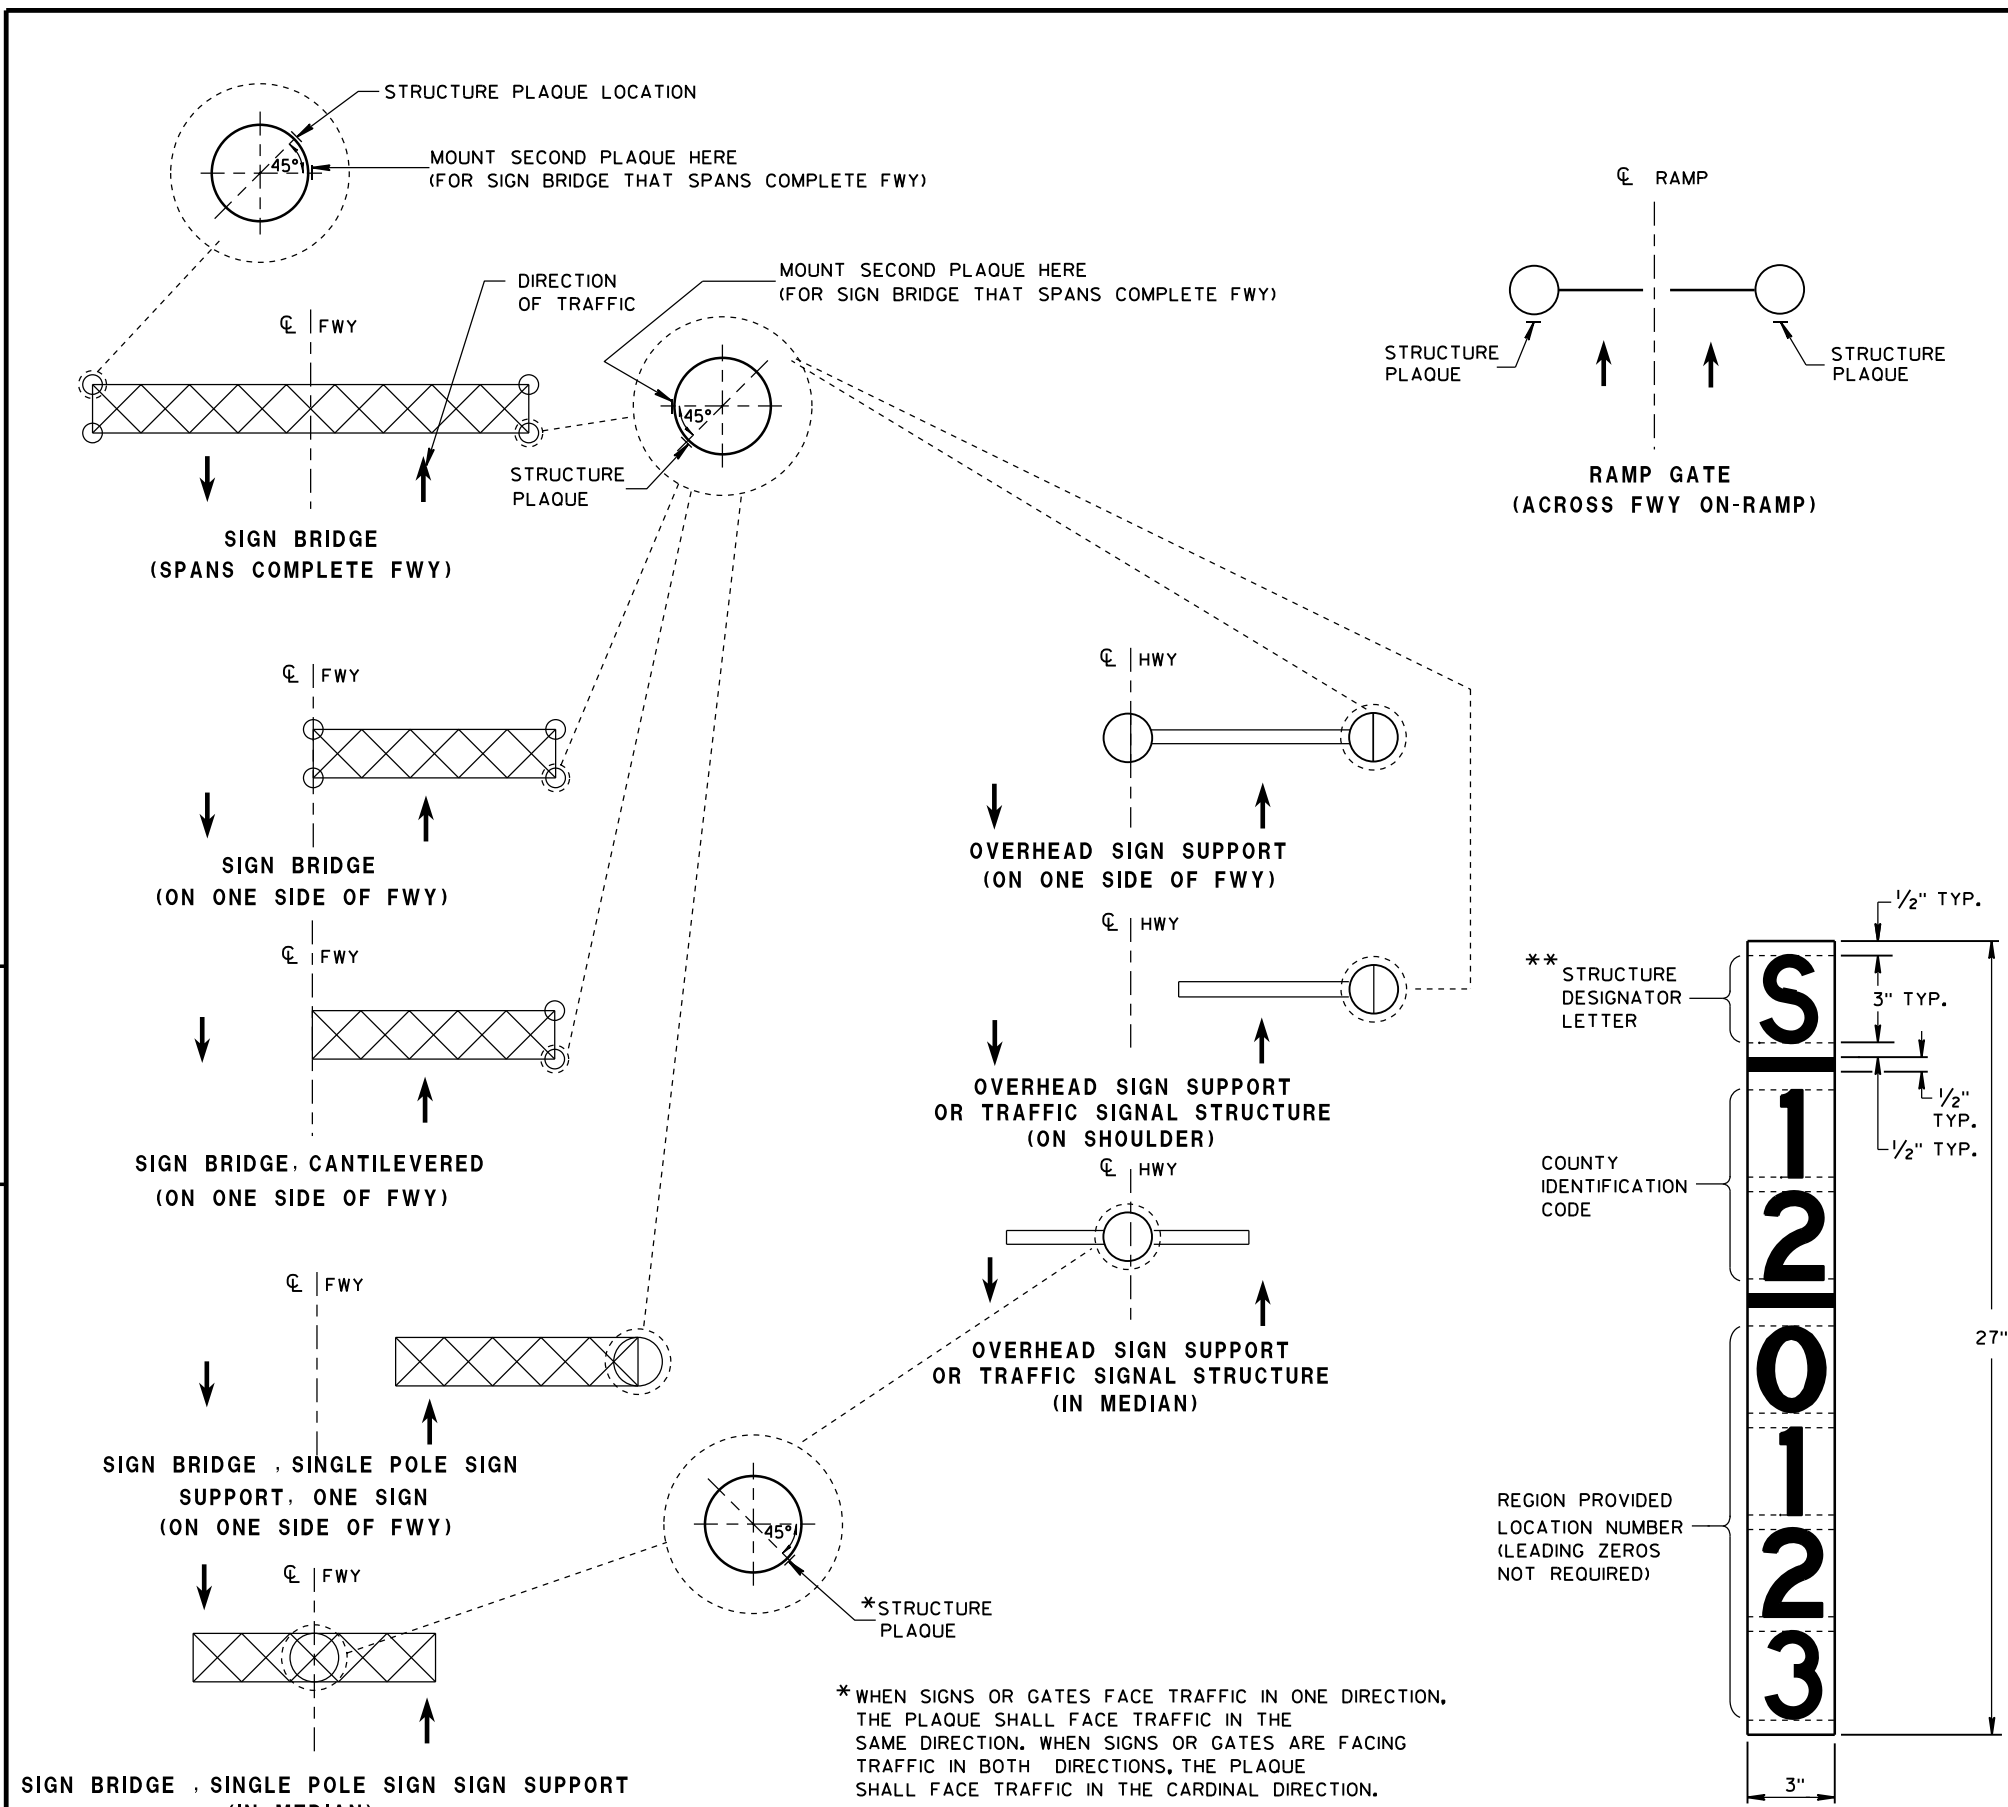 STRUCTURE PLAQUE LOCATION
45°
MOUNT SECOND PLAQUE HERE
(FOR SIGN BRIDGE THAT SPANS COMPLETE FWY)
℄ RAMP
STRUCTURE
PLAQUE
STRUCTURE
PLAQUE
RAMP GATE
(ACROSS FWY ON-RAMP)
DIRECTION
OF TRAFFIC
MOUNT SECOND PLAQUE HERE
(FOR SIGN BRIDGE THAT SPANS COMPLETE FWY)
℄ FWY
45°
STRUCTURE
PLAQUE
SIGN BRIDGE
(SPANS COMPLETE FWY)
℄ FWY
SIGN BRIDGE
(ON ONE SIDE OF FWY)
℄ HWY
OVERHEAD SIGN SUPPORT
(ON ONE SIDE OF FWY)
℄ FWY
SIGN BRIDGE, CANTILEVERED
(ON ONE SIDE OF FWY)
℄ HWY
OVERHEAD SIGN SUPPORT
OR TRAFFIC SIGNAL STRUCTURE
(ON SHOULDER)
℄ HWY
OVERHEAD SIGN SUPPORT
OR TRAFFIC SIGNAL STRUCTURE
(IN MEDIAN)
℄ FWY
SIGN BRIDGE , SINGLE POLE SIGN
SUPPORT, ONE SIGN
(ON ONE SIDE OF FWY)
℄ FWY
45°
*STRUCTURE
PLAQUE
SIGN BRIDGE , SINGLE POLE SIGN SIGN SUPPORT
(IN MEDIAN)
* WHEN SIGNS OR GATES FACE TRAFFIC IN ONE DIRECTION,
THE PLAQUE SHALL FACE TRAFFIC IN THE
SAME DIRECTION. WHEN SIGNS OR GATES ARE FACING
TRAFFIC IN BOTH DIRECTIONS, THE PLAQUE
SHALL FACE TRAFFIC IN THE CARDINAL DIRECTION.
** STRUCTURE
DESIGNATOR
LETTER
COUNTY
IDENTIFICATION
CODE
REGION PROVIDED
LOCATION NUMBER
(LEADING ZEROS
NOT REQUIRED)
S
1
2
0
1
2
3
1/2" TYP.
3" TYP.
1/2"
TYP.
1/2" TYP.
27"
3"